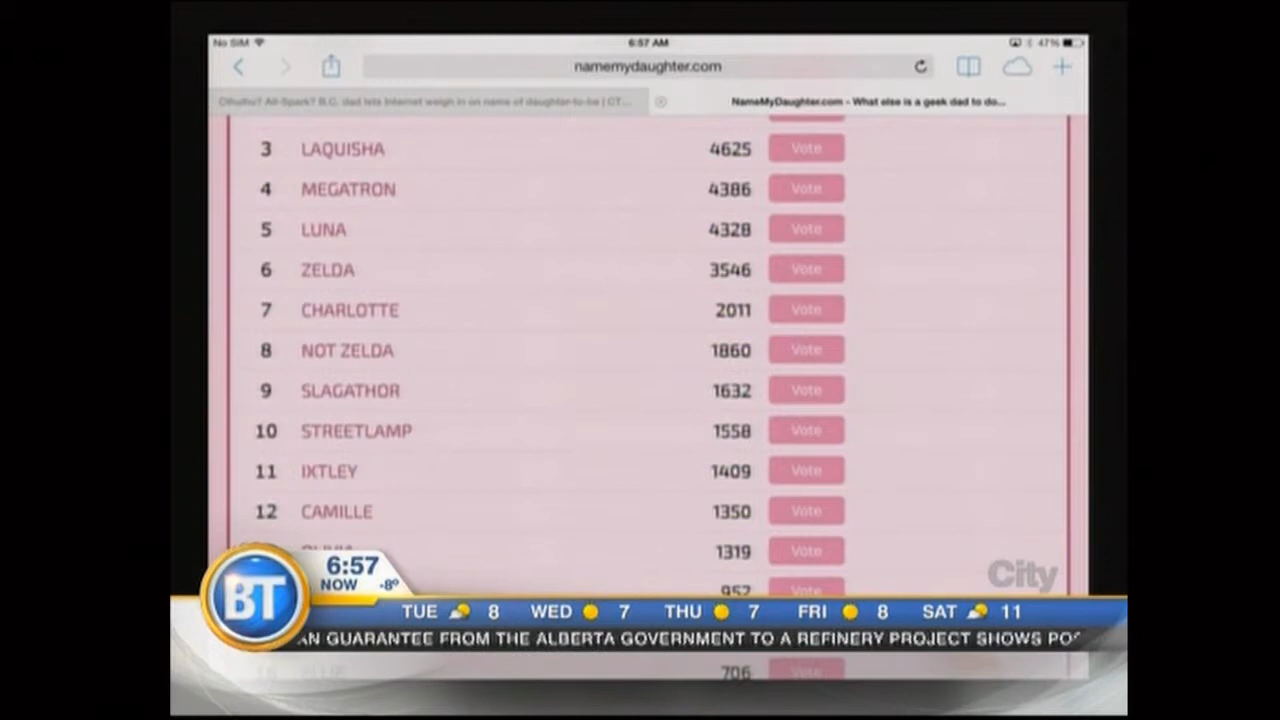 No SIM 6:57 AM 47%
namemydaughter.com
Cthulhu? All-Spark? B.C. dad lets Internet weigh in on name of daughter-to-be | CT... NameMyDaughter.com - What else is a geek dad to do...
3 LAQUISHA 4625 Vote
4 MEGATRON 4386 Vote
5 LUNA 4328 Vote
6 ZELDA 3546 Vote
7 CHARLOTTE 2011 Vote
8 NOT ZELDA 1860 Vote
9 SLAGATHOR 1632 Vote
10 STREETLAMP 1558 Vote
11 IXTLEY 1409 Vote
12 CAMILLE 1350 Vote
OLIVIA 1319 Vote
952 Vote
City
BT
6:57
NOW -8°
TUE 8 WED 7 THU 7 FRI 8 SAT 11
AN GUARANTEE FROM THE ALBERTA GOVERNMENT TO A REFINERY PROJECT SHOWS
706 Vote